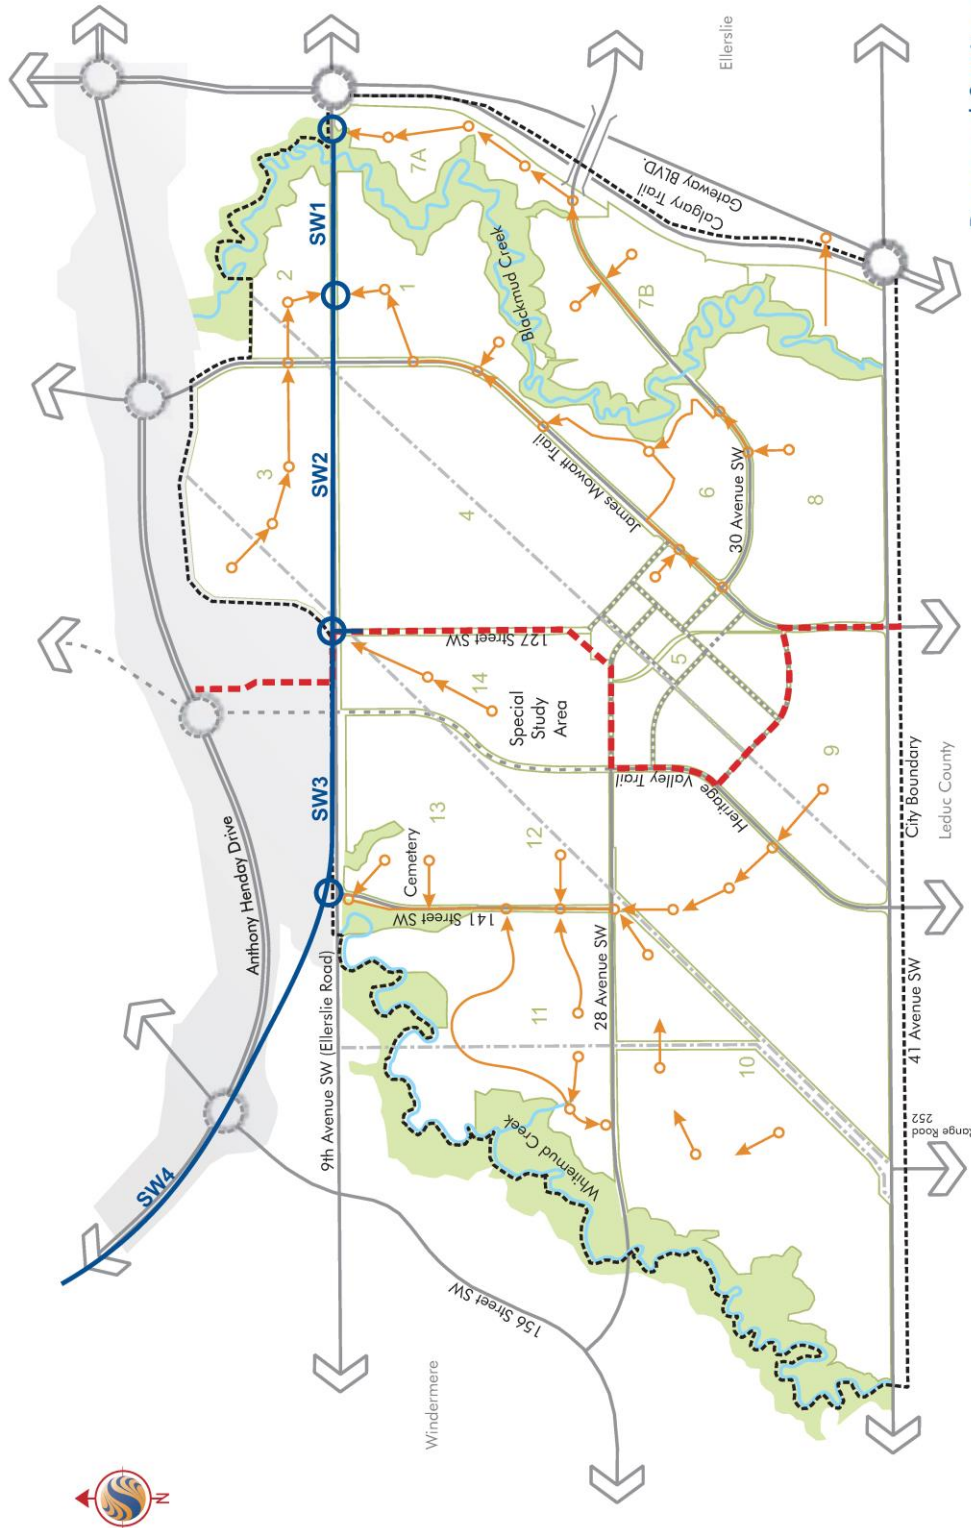 Ellerslie
SW1
2
1
7A
Calgary Trail
Gateway BLVD.
Blackmud Creek
7B
SW2
3
4
James Mowatt Trail
6
30 Avenue SW
8
127 Street SW
14
Special
Study
Area
5
SW3
13
Cemetery
12
Valley Trail
Heritage
9
City Boundary
Leduc County
Anthony Henday Drive
141 Street SW
9th Avenue SW (Ellerslie Road)
28 Avenue SW
11
10
41 Avenue SW
Range Road
252
SW4
Whitemud Creek
156 Street SW
Windermere
N